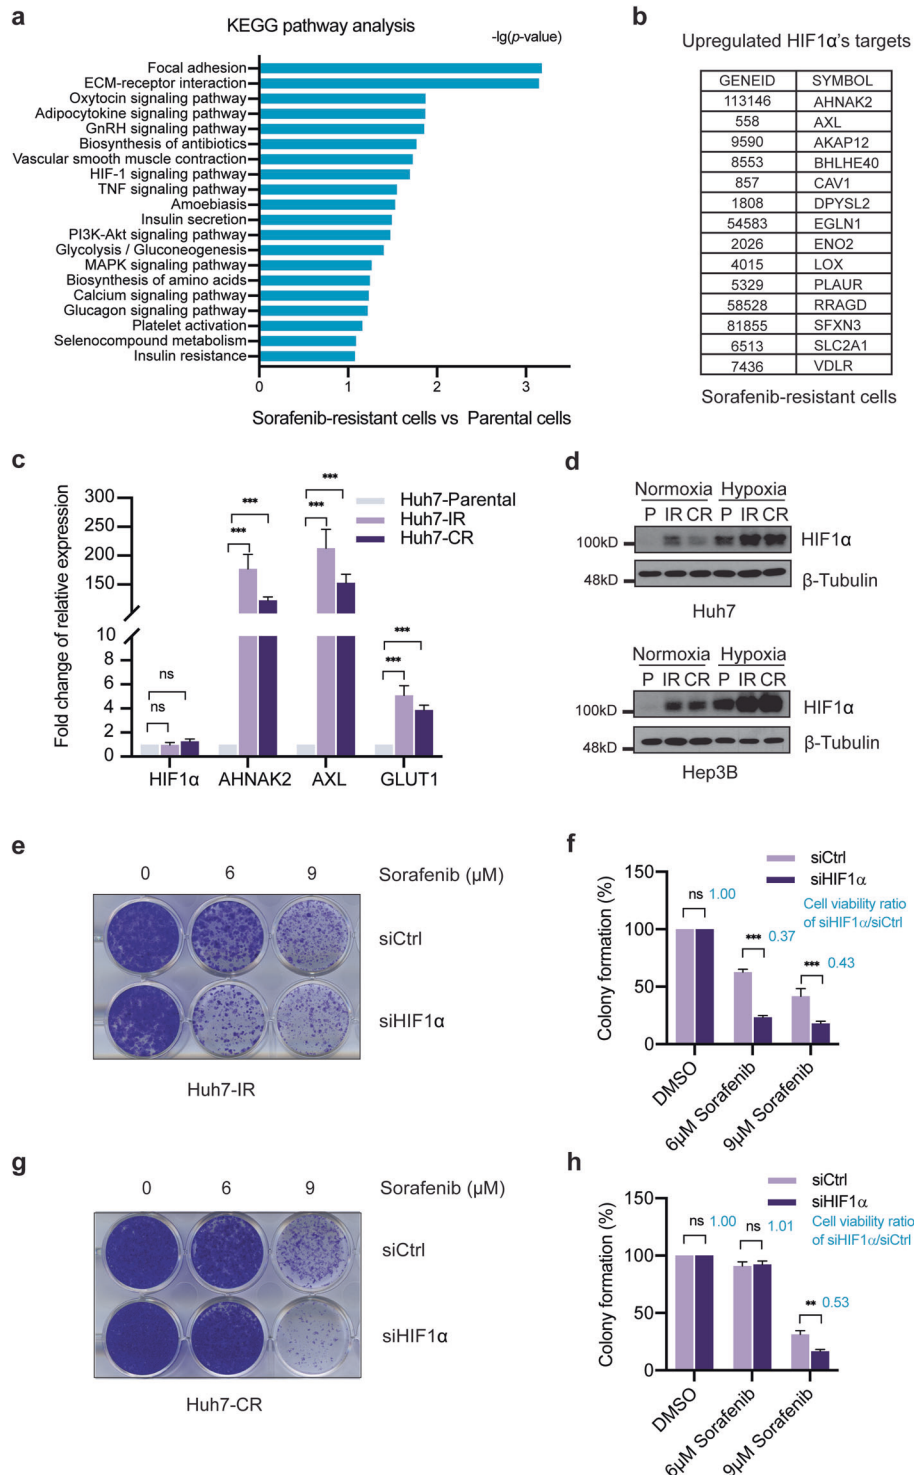 a
KEGG pathway analysis
-lg(p-value)
Focal adhesion
ECM-receptor interaction
Oxytocin signaling pathway
Adipocytokine signaling pathway
GnRH signaling pathway
Biosynthesis of antibiotics
Vascular smooth muscle contraction
HIF-1 signaling pathway
TNF signaling pathway
Amoebiasis
Insulin secretion
PI3K-Akt signaling pathway
Glycolysis / Gluconeogenesis
MAPK signaling pathway
Biosynthesis of amino acids
Calcium signaling pathway
Glucagon signaling pathway
Platelet activation
Selenocompound metabolism
Insulin resistance
0 1 2 3
Sorafenib-resistant cells vs Parental cells
b
Upregulated HIF1α's targets
GENEID SYMBOL
113146 AHNAK2
558 AXL
9590 AKAP12
8553 BHLHE40
857 CAV1
1808 DPYSL2
54583 EGLN1
2026 ENO2
4015 LOX
5329 PLAUR
58528 RRAGD
81855 SFXN3
6513 SLC2A1
7436 VDLR
Sorafenib-resistant cells
c
Fold change of relative expression
300
250
200
150
10
8
6
4
2
0
Huh7-Parental
Huh7-IR
Huh7-CR
ns
ns
***
***
***
***
***
***
HIF1α AHNAK2 AXL GLUT1
d
Normoxia Hypoxia
P IR CR P IR CR
100kD HIF1α
48kD β-Tubulin
Huh7
Normoxia Hypoxia
P IR CR P IR CR
100kD HIF1α
48kD β-Tubulin
Hep3B
e
0 6 9 Sorafenib (μM)
siCtrl
siHIF1α
Huh7-IR
f
siCtrl
siHIF1α
Cell viability ratio
of siHIF1α/siCtrl
Colony formation (%)
150
100
50
0
ns 1.00
*** 0.37
*** 0.43
DMSO
6μM Sorafenib
9μM Sorafenib
g
0 6 9 Sorafenib (μM)
siCtrl
siHIF1α
Huh7-CR
h
siCtrl
siHIF1α
Cell viability ratio
of siHIF1α/siCtrl
Colony formation (%)
150
100
50
0
ns 1.00
ns 1.01
** 0.53
DMSO
6μM Sorafenib
9μM Sorafenib